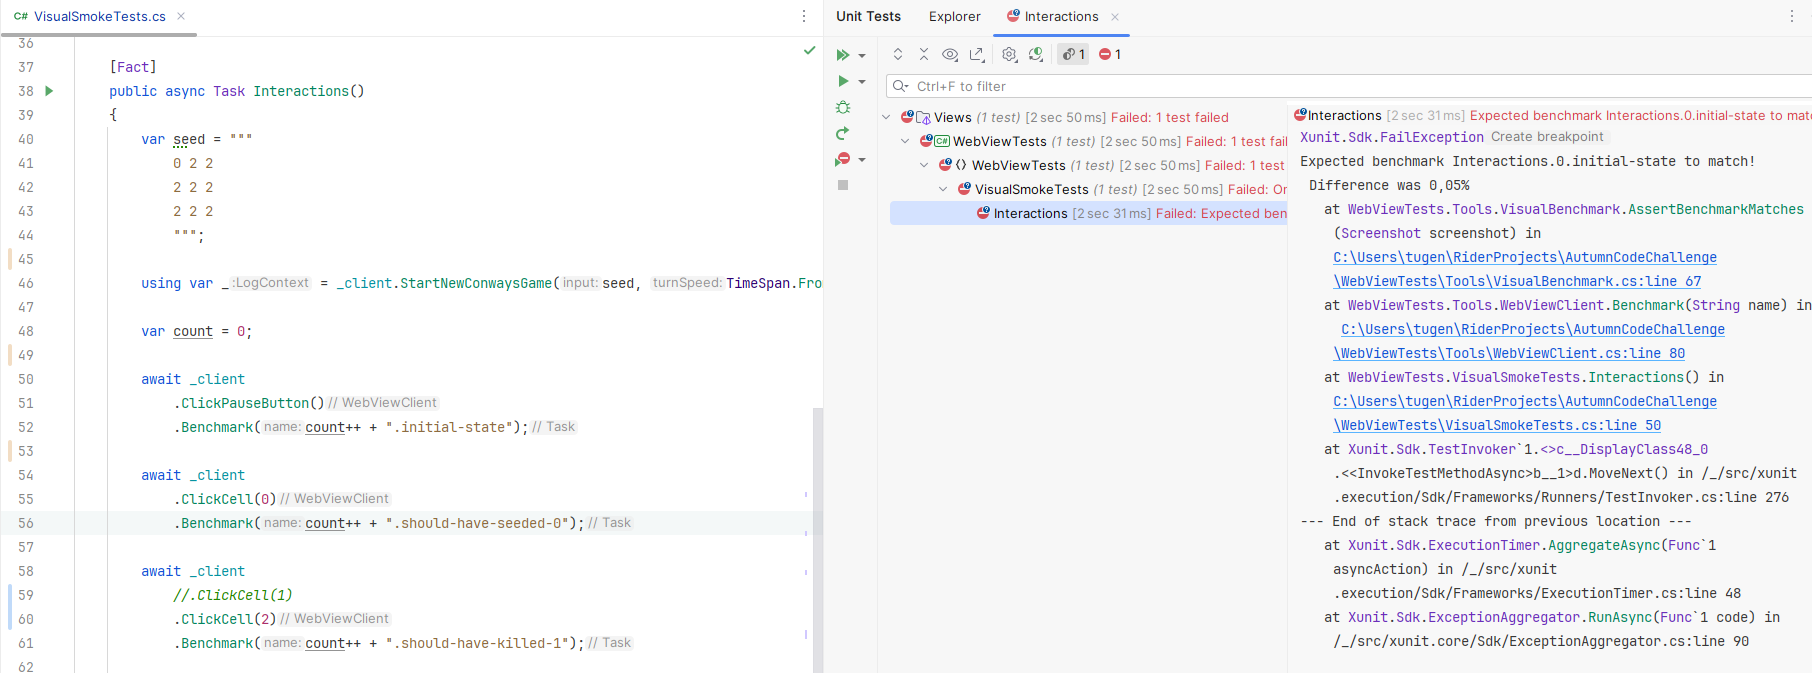 C# VisualSmokeTests.cs
36
37 [Fact]
38 public async Task Interactions()
39 {
40 var seed = """
41 0 2 2
42 2 2 2
43 2 2 2
44 """;
45
46 using var _ :LogContext = _client.StartNewConwaysGame( input: seed, turnSpeed: TimeSpan.Fro
47
48 var count = 0;
49
50 await _client
51 .ClickPauseButton() // WebViewClient
52 .Benchmark( name: count++ + ".initial-state"); // Task
53
54 await _client
55 .ClickCell(0) // WebViewClient
56 .Benchmark( name: count++ + ".should-have-seeded-0"); // Task
57
58 await _client
59 //.ClickCell(1)
60 .ClickCell(2) // WebViewClient
61 .Benchmark( name: count++ + ".should-have-killed-1"); // Task
62
Unit Tests Explorer Interactions
1 1
Ctrl+F to filter
Views (1 test) [2 sec 50 ms] Failed: 1 test failed
C# WebViewTests (1 test) [2 sec 50 ms] Failed: 1 test fail
WebViewTests (1 test) [2 sec 50 ms] Failed: 1 test
VisualSmokeTests (1 test) [2 sec 50 ms] Failed: On
Interactions [2 sec 31 ms] Failed: Expected ben
Interactions [2 sec 31 ms] Expected benchmark Interactions.0.initial-state to matc
Xunit.Sdk.FailException Create breakpoint
Expected benchmark Interactions.0.initial-state to match!
Difference was 0,05%
at WebViewTests.Tools.VisualBenchmark.AssertBenchmarkMatches
(Screenshot screenshot) in
C:\Users\tugen\RiderProjects\AutumnCodeChallenge
\WebViewTests\Tools\VisualBenchmark.cs:line 67
at WebViewTests.Tools.WebViewClient.Benchmark(String name) in
C:\Users\tugen\RiderProjects\AutumnCodeChallenge
\WebViewTests\Tools\WebViewClient.cs:line 80
at WebViewTests.VisualSmokeTests.Interactions() in
C:\Users\tugen\RiderProjects\AutumnCodeChallenge
\WebViewTests\VisualSmokeTests.cs:line 50
at Xunit.Sdk.TestInvoker`1.<>c__DisplayClass48_0
.<<InvokeTestMethodAsync>b__1>d.MoveNext() in /_/src/xunit
.execution/Sdk/Frameworks/Runners/TestInvoker.cs:line 276
--- End of stack trace from previous location ---
at Xunit.Sdk.ExecutionTimer.AggregateAsync(Func`1
asyncAction) in /_/src/xunit
.execution/Sdk/Frameworks/ExecutionTimer.cs:line 48
at Xunit.Sdk.ExceptionAggregator.RunAsync(Func`1 code) in
/_/src/xunit.core/Sdk/ExceptionAggregator.cs:line 90